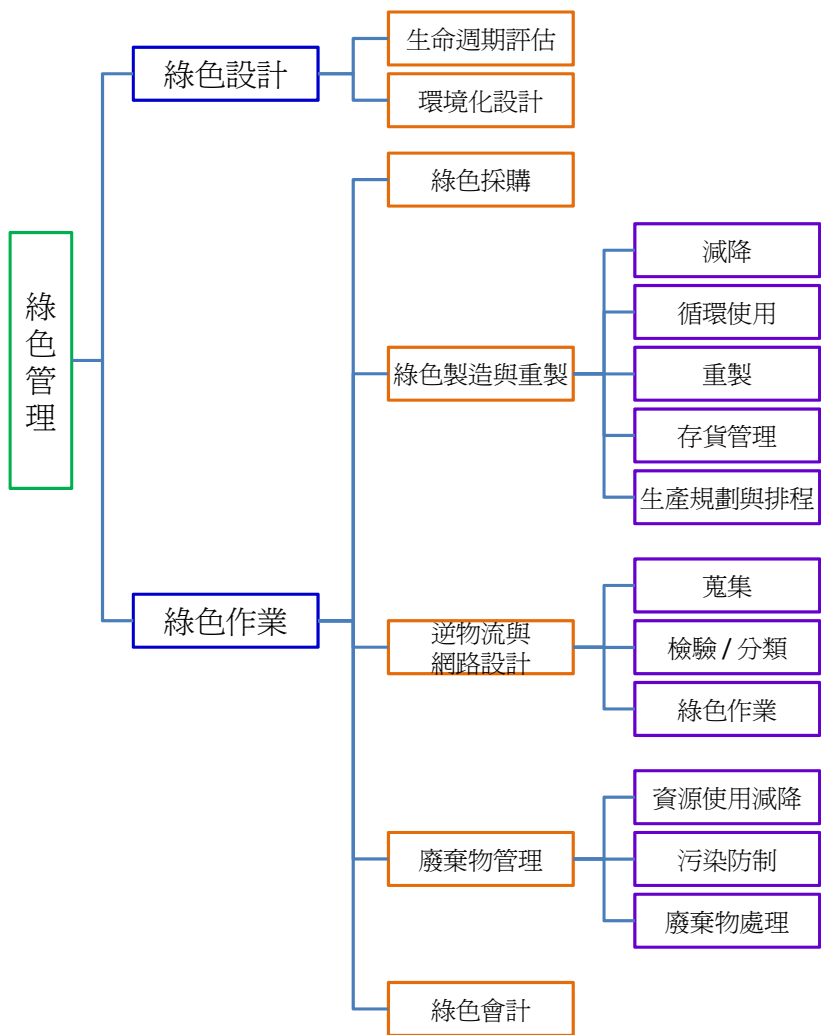 綠色管理
綠色設計
生命週期評估
環境化設計
綠色作業
綠色採購
綠色製造與重製
減降
循環使用
重製
存貨管理
生產規劃與排程
逆物流與
網路設計
蒐集
檢驗 / 分類
綠色作業
廢棄物管理
資源使用減降
污染防制
廢棄物處理
綠色會計